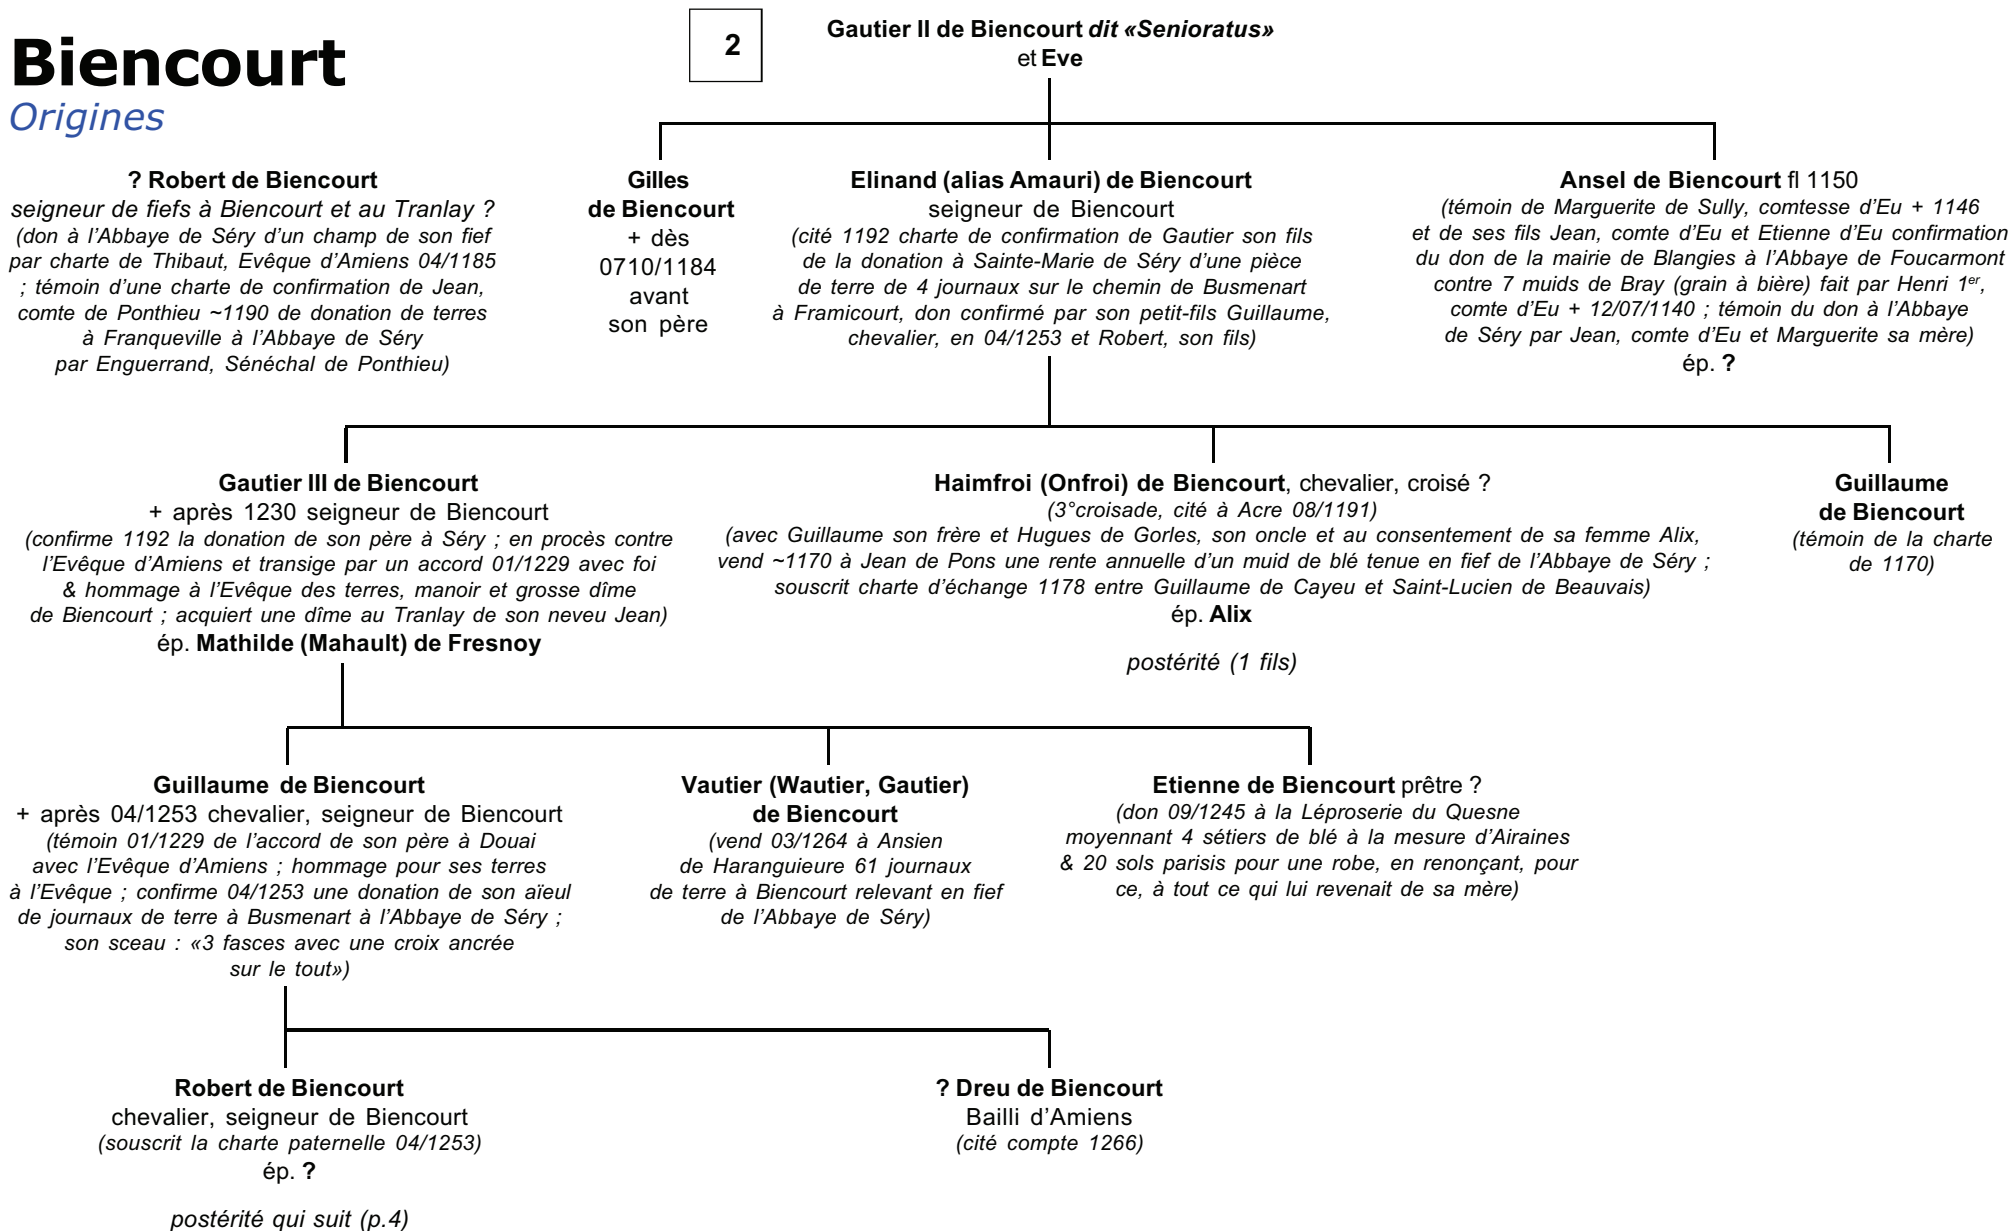 Biencourt
Origines
2
Gautier II de Biencourt dit «Senioratus»
et Eve
? Robert de Biencourt
seigneur de fiefs à Biencourt et au Tranlay ?
(don à l'Abbaye de Séry d'un champ de son fief
par charte de Thibaut, Evêque d'Amiens 04/1185
; témoin d'une charte de confirmation de Jean,
comte de Ponthieu ~1190 de donation de terres
à Franqueville à l'Abbaye de Séry
par Enguerrand, Sénéchal de Ponthieu)
Gilles
de Biencourt
+ dès
0710/1184
avant
son père
Elinand (alias Amauri) de Biencourt
seigneur de Biencourt
(cité 1192 charte de confirmation de Gautier son fils
de la donation à Sainte-Marie de Séry d'une pièce
de terre de 4 journaux sur le chemin de Busmenart
à Framicourt, don confirmé par son petit-fils Guillaume,
chevalier, en 04/1253 et Robert, son fils)
Ansel de Biencourt fl 1150
(témoin de Marguerite de Sully, comtesse d'Eu + 1146
et de ses fils Jean, comte d'Eu et Etienne d'Eu confirmation
du don de la mairie de Blangies à l'Abbaye de Foucarmont
contre 7 muids de Bray (grain à bière) fait par Henri 1er,
comte d'Eu + 12/07/1140 ; témoin du don à l'Abbaye
de Séry par Jean, comte d'Eu et Marguerite sa mère)
ép. ?
Gautier III de Biencourt
+ après 1230 seigneur de Biencourt
(confirme 1192 la donation de son père à Séry ; en procès contre
l'Evêque d'Amiens et transige par un accord 01/1229 avec foi
& hommage à l'Evêque des terres, manoir et grosse dîme
de Biencourt ; acquiert une dîme au Tranlay de son neveu Jean)
ép. Mathilde (Mahault) de Fresnoy
Haimfroi (Onfroi) de Biencourt, chevalier, croisé ?
(3°croisade, cité à Acre 08/1191)
(avec Guillaume son frère et Hugues de Gorles, son oncle et au consentement de sa femme Alix,
vend ~1170 à Jean de Pons une rente annuelle d'un muid de blé tenue en fief de l'Abbaye de Séry ;
souscrit charte d'échange 1178 entre Guillaume de Cayeu et Saint-Lucien de Beauvais)
ép. Alix
postérité (1 fils)
Guillaume
de Biencourt
(témoin de la charte
de 1170)
Guillaume de Biencourt
+ après 04/1253 chevalier, seigneur de Biencourt
(témoin 01/1229 de l'accord de son père à Douai
avec l'Evêque d'Amiens ; hommage pour ses terres
à l'Evêque ; confirme 04/1253 une donation de son aïeul
de journaux de terre à Busmenart à l'Abbaye de Séry ;
son sceau : «3 fasces avec une croix ancrée
sur le tout»)
Vautier (Wautier, Gautier)
de Biencourt
(vend 03/1264 à Ansien
de Haranguieure 61 journaux
de terre à Biencourt relevant en fief
de l'Abbaye de Séry)
Etienne de Biencourt prêtre ?
(don 09/1245 à la Léproserie du Quesne
moyennant 4 sétiers de blé à la mesure d'Airaines
& 20 sols parisis pour une robe, en renonçant, pour
ce, à tout ce qui lui revenait de sa mère)
Robert de Biencourt
chevalier, seigneur de Biencourt
(souscrit la charte paternelle 04/1253)
ép. ?
postérité qui suit (p.4)
? Dreu de Biencourt
Bailli d'Amiens
(cité compte 1266)